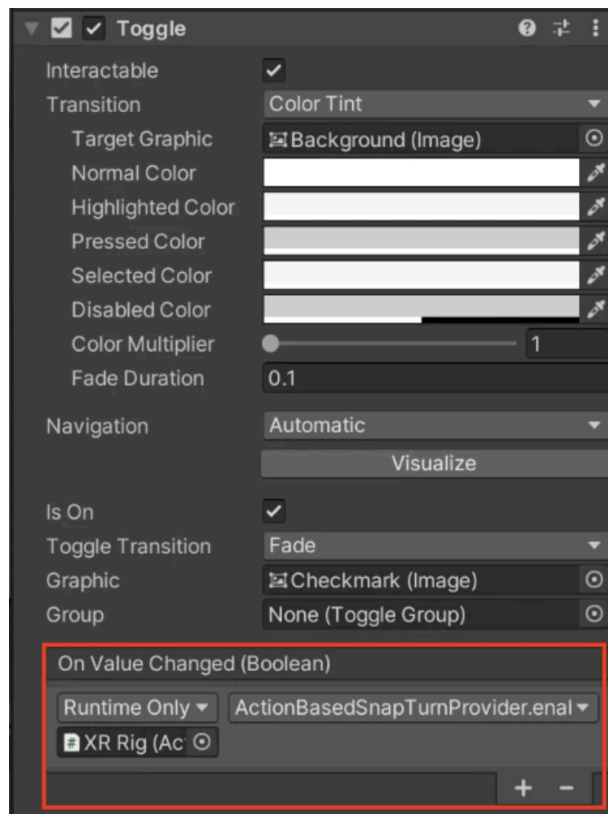 Toggle
Interactable
Transition Color Tint
Target Graphic Background (Image)
Normal Color
Highlighted Color
Pressed Color
Selected Color
Disabled Color
Color Multiplier 1
Fade Duration 0.1
Navigation Automatic
Visualize
Is On
Toggle Transition Fade
Graphic Checkmark (Image)
Group None (Toggle Group)
On Value Changed (Boolean)
Runtime Only ActionBasedSnapTurnProvider.enal
XR Rig (Ac